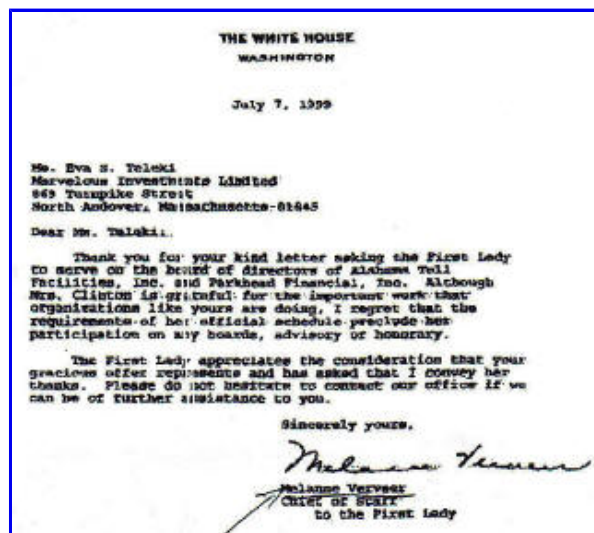 THE WHITE HOUSE
WASHINGTON
July 7, 1999
Ms. Eva S. Teleki
Marvelous Investments Limited
869 Turnpike Street
North Andover, Massachusetts 01845
Dear Ms. Teleki:
Thank you for your kind letter asking the First Lady
to serve on the board of directors of Alabama Toll
Facilities, Inc. and Parkhead Financial, Inc. Although
Mrs. Clinton is grateful for the important work that
organizations like yours are doing, I regret that the
requirements of her official schedule preclude her
participation on any boards, advisory or honorary.
The First Lady appreciates the consideration that your
gracious offer represents and has asked that I convey her
thanks. Please do not hesitate to contact our office if we
can be of further assistance to you.
Sincerely yours,
Melanne Verveer
Melanne Verveer
Chief of Staff
to the First Lady